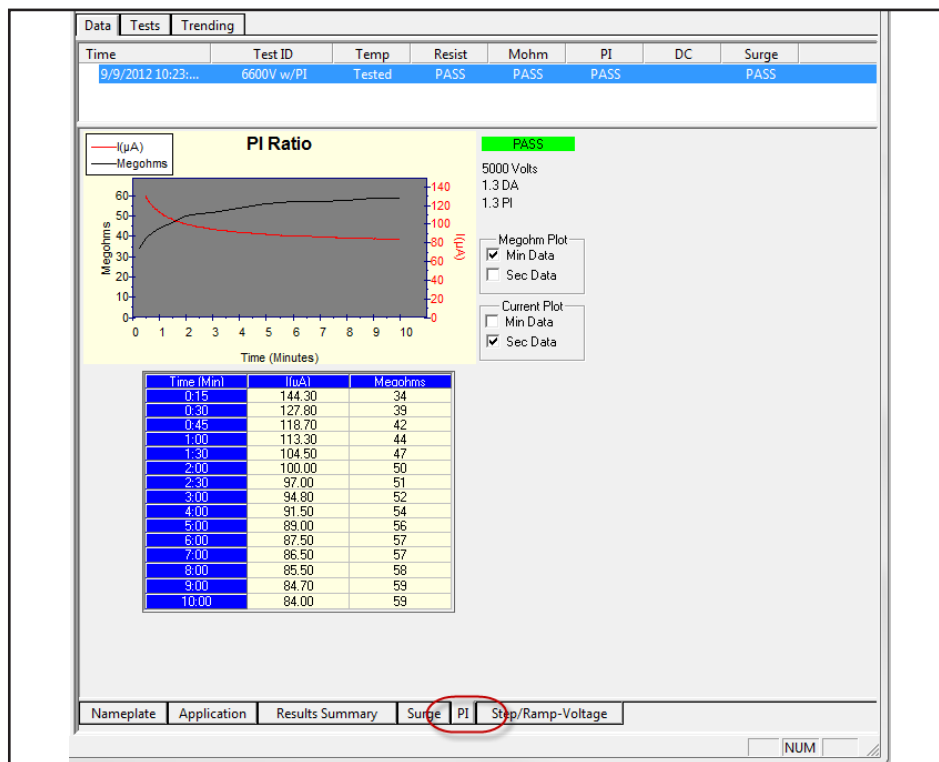 Data Tests Trending
Time Test ID Temp Resist Mohm PI DC Surge
9/9/2012 10:23:... 6600V w/PI Tested PASS PASS PASS PASS
I(µA)
Megohms
PI Ratio
PASS
5000 Volts
1.3 DA
1.3 PI
Megohm Plot
Min Data
Sec Data
Current Plot
Min Data
Sec Data
Megohms
60
50
40
30
20
10
0
140
120
100
80
60
40
20
0
I(µA)
0 1 2 3 4 5 6 7 8 9 10
Time (Minutes)
Time (Min) I(uA) Megohms
0:15 144.30 34
0:30 127.80 39
0:45 118.70 42
1:00 113.30 44
1:30 104.50 47
2:00 100.00 50
2:30 97.00 51
3:00 94.80 52
4:00 91.50 54
5:00 89.00 56
6:00 87.50 57
7:00 86.50 57
8:00 85.50 58
9:00 84.70 59
10:00 84.00 59
Nameplate Application Results Summary Surge PI Step/Ramp-Voltage
NUM